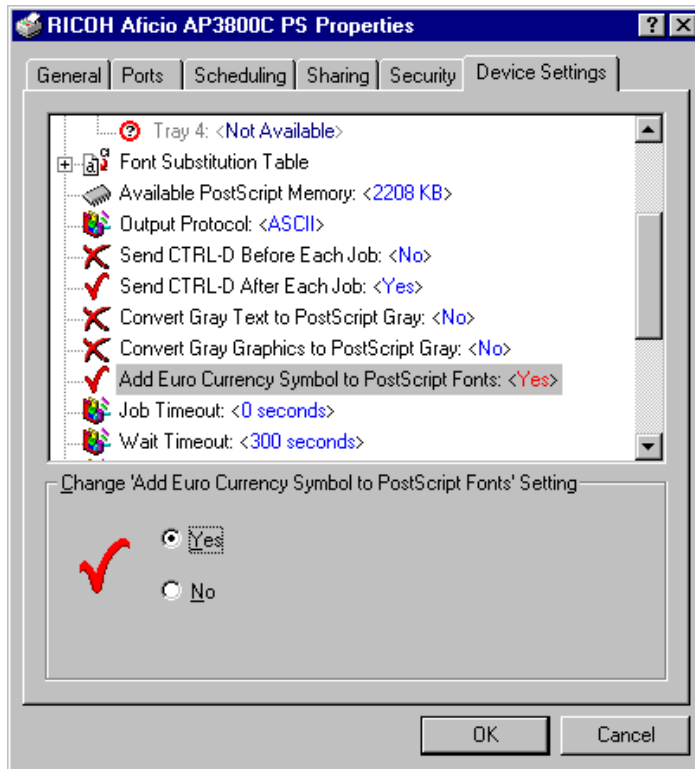 RICOH Aficio AP3800C PS Properties
General Ports Scheduling Sharing Security Device Settings
Tray 4: <Not Available>
Font Substitution Table
Available PostScript Memory: <2208 KB>
Output Protocol: <ASCII>
Send CTRL-D Before Each Job: <No>
Send CTRL-D After Each Job: <Yes>
Convert Gray Text to PostScript Gray: <No>
Convert Gray Graphics to PostScript Gray: <No>
Add Euro Currency Symbol to PostScript Fonts: <Yes>
Job Timeout: <0 seconds>
Wait Timeout: <300 seconds>
Change 'Add Euro Currency Symbol to PostScript Fonts' Setting
Yes
No
OK Cancel